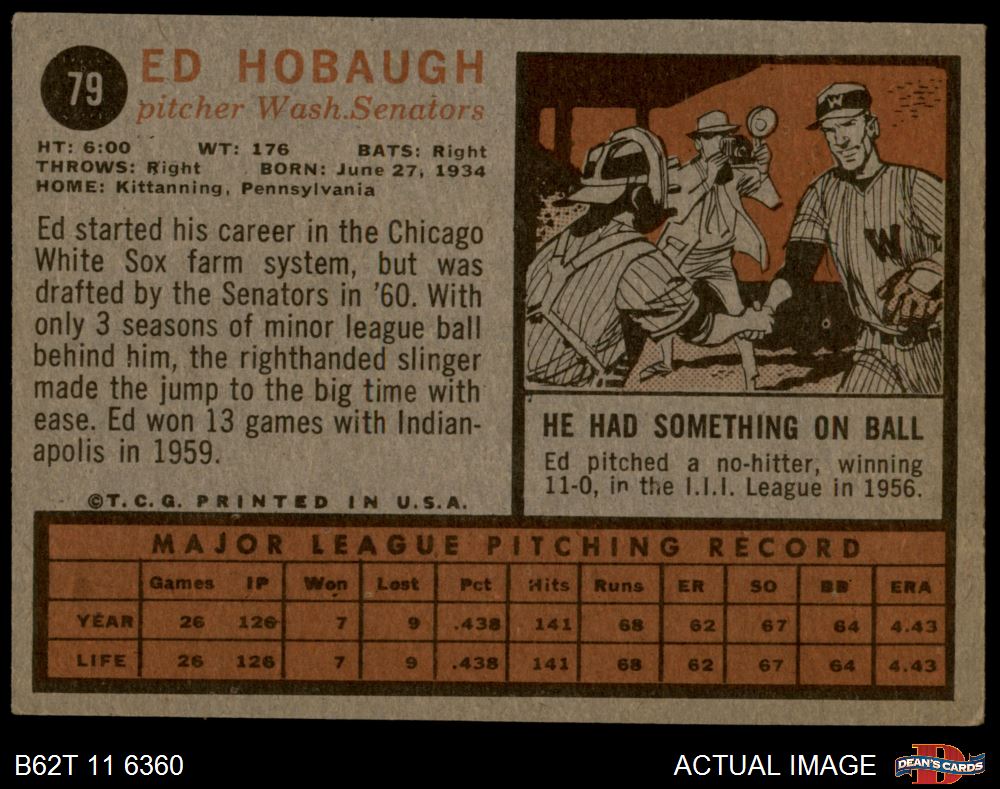 79
ED HOBAUGH
pitcher Wash.Senators
HT: 6:00 WT: 176 BATS: Right
THROWS: Right BORN: June 27, 1934
HOME: Kittanning, Pennsylvania
Ed started his career in the Chicago
White Sox farm system, but was
drafted by the Senators in '60. With
only 3 seasons of minor league ball
behind him, the righthanded slinger
made the jump to the big time with
ease. Ed won 13 games with Indian-
apolis in 1959.
©T.C.G. PRINTED IN U.S.A.
W
W
HE HAD SOMETHING ON BALL
Ed pitched a no-hitter, winning
11-0, in the I.I.I. League in 1956.
MAJOR LEAGUE PITCHING RECORD
Games IP Won Lost Pct Hits Runs ER SO BB ERA
YEAR 26 126 7 9 .438 141 68 62 67 64 4.43
LIFE 26 126 7 9 .438 141 68 62 67 64 4.43
B62T 11 6360
ACTUAL IMAGE
D
DEAN'S CARDS